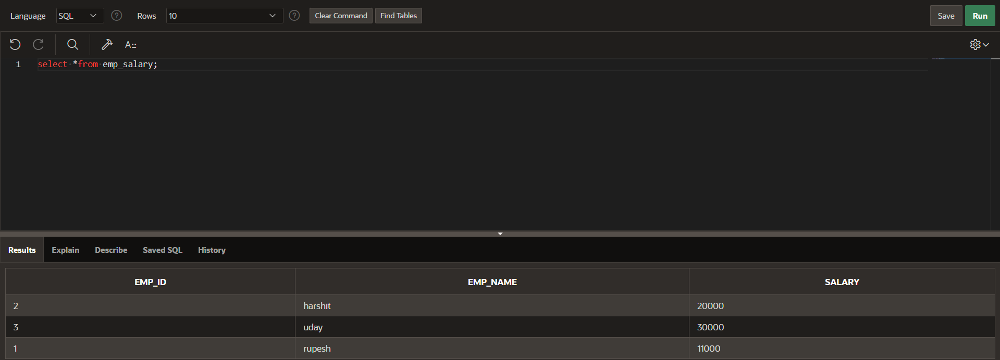 Language SQL ? Rows 10 ? Clear Command Find Tables Save Run
A::
1 select *from emp_salary;
Results Explain Describe Saved SQL History
EMP_ID EMP_NAME SALARY
2 harshit 20000
3 uday 30000
1 rupesh 11000